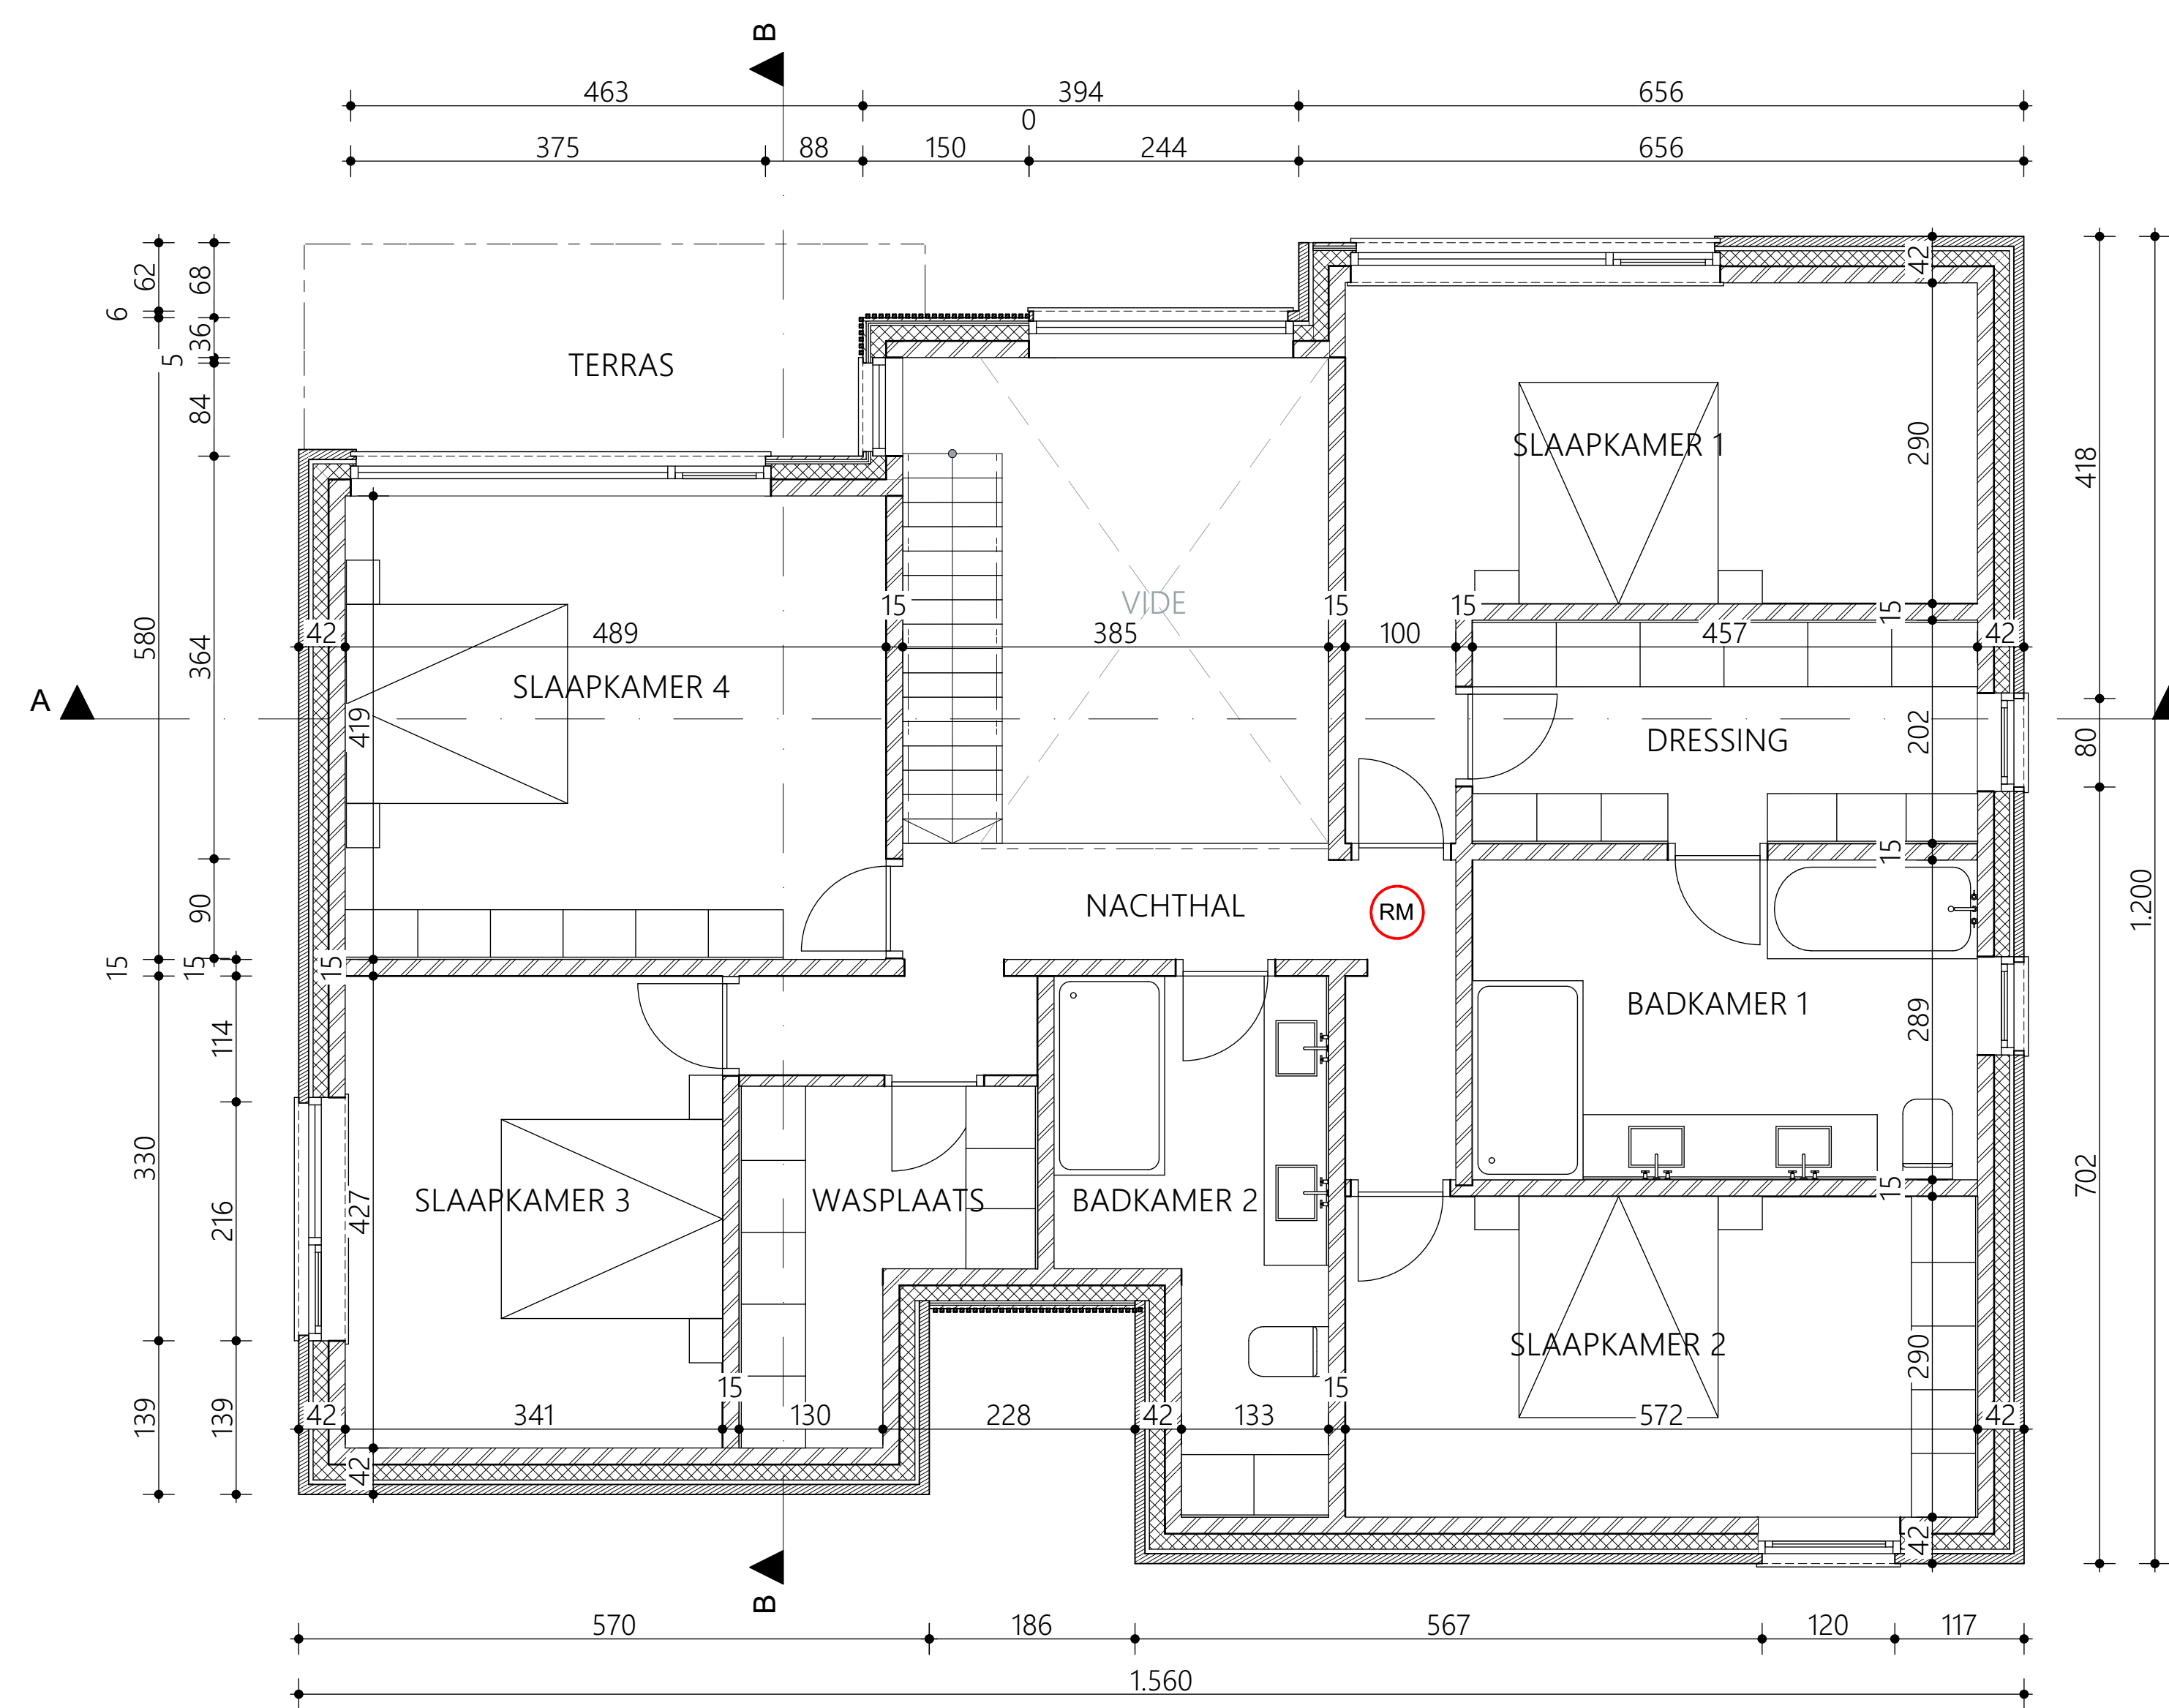 B
463 394 656
0
375 88 150 244 656
62 68 42
6 36
5
TERRAS
84
290 418
SLAAPKAMER 1
VIDE
15 15 15 15
580 364
42 489 385 100 457 42
SLAAPKAMER 4
A
419 202 80
DRESSING
15
NACHTHAL RM
90 1.200
15 15 15
BADKAMER 1
114 289
330 702
SLAAPKAMER 3 WASPLAATS BADKAMER 2
15
216 427
SLAAPKAMER 2
290
15 15
139 139
42 341 130 228 42 133 572 42
42 42
B
570 186 567 120 117
1.560